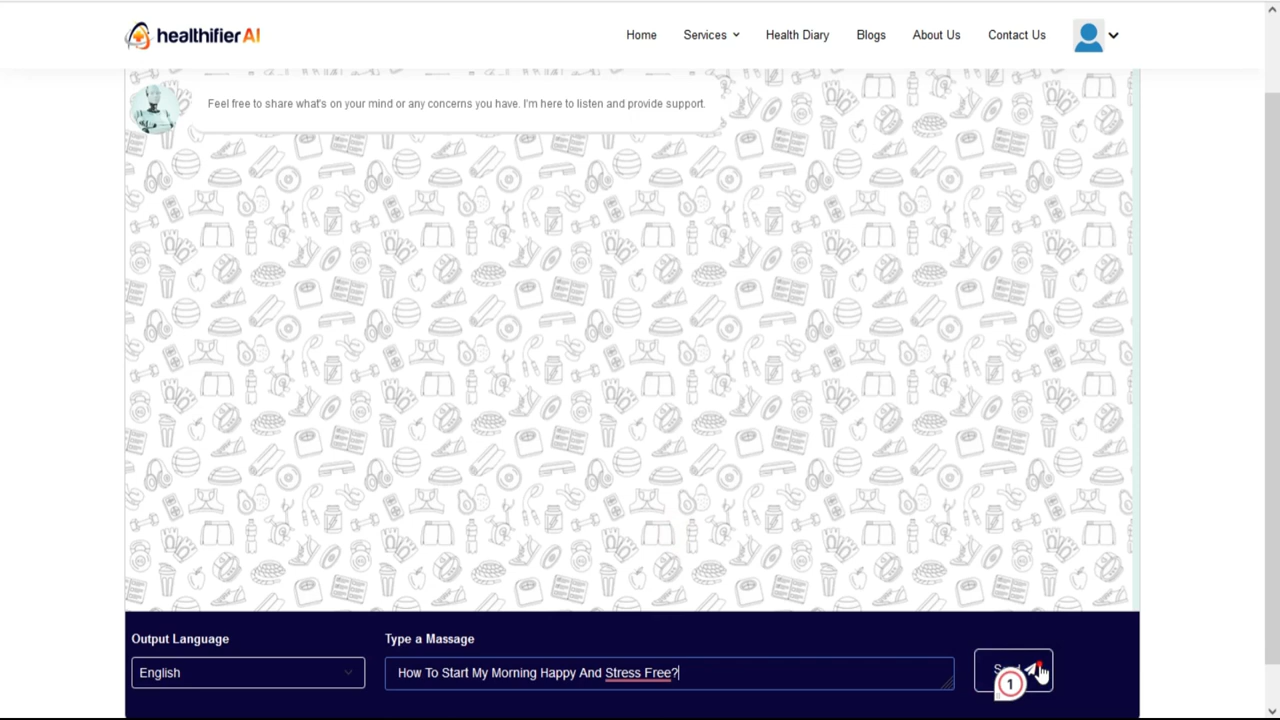 healthifier AI
Home Services Health Diary Blogs About Us Contact Us
Feel free to share what's on your mind or any concerns you have. I'm here to listen and provide support.
Output Language
Type a Massage
English
How To Start My Morning Happy And Stress Free?
1